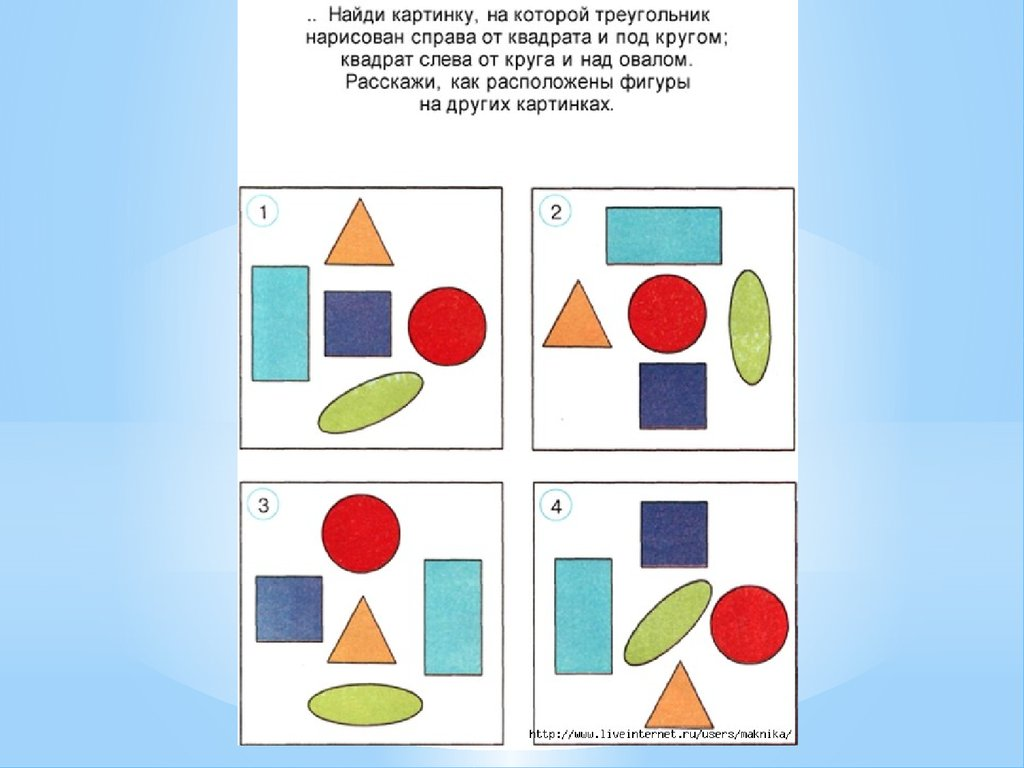 .. Найди картинку, на которой треугольник
нарисован справа от квадрата и под кругом;
квадрат слева от круга и над овалом.
Расскажи, как расположены фигуры
на других картинках.
1
2
3
4
http://www.liveinternet.ru/users/maknika/